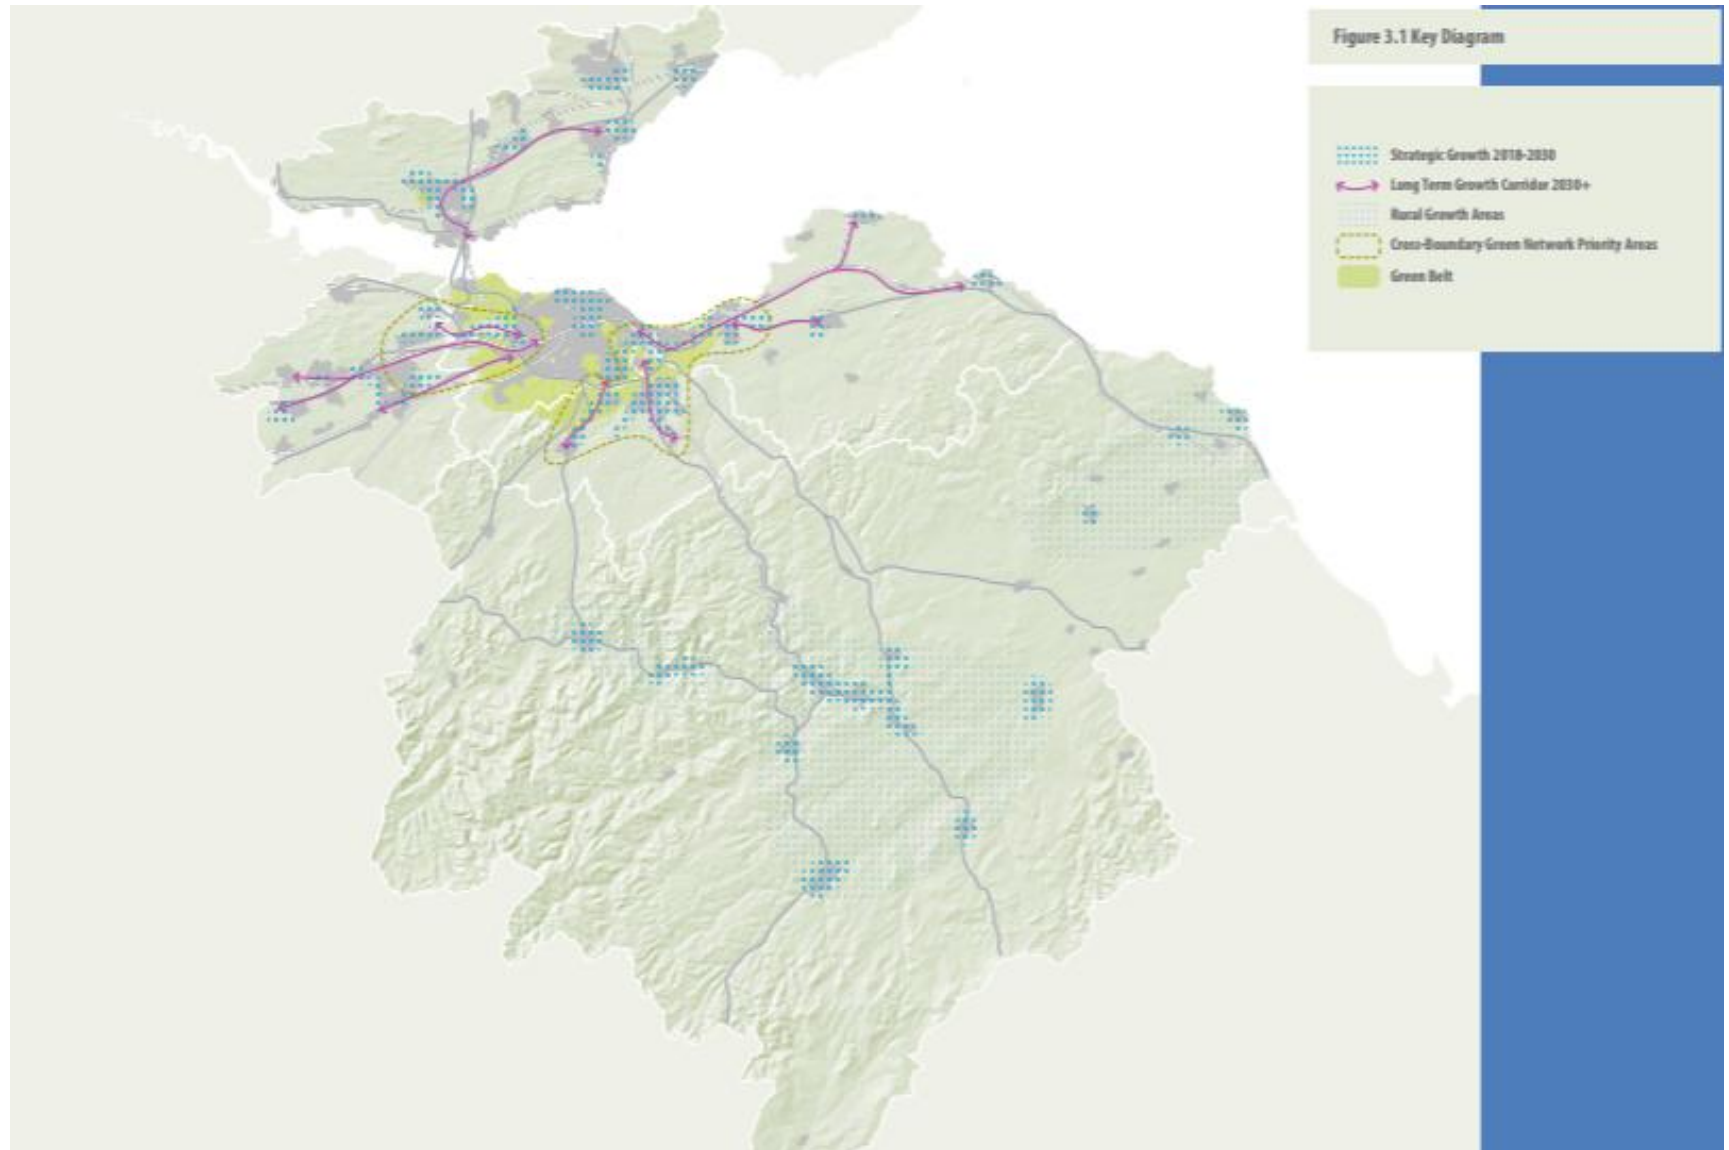 Figure 3.1 Key Diagram
Strategic Growth 2018-2030
Long Term Growth Corridor 2030+
Rural Growth Areas
Cross-Boundary Green Network Priority Areas
Green Belt